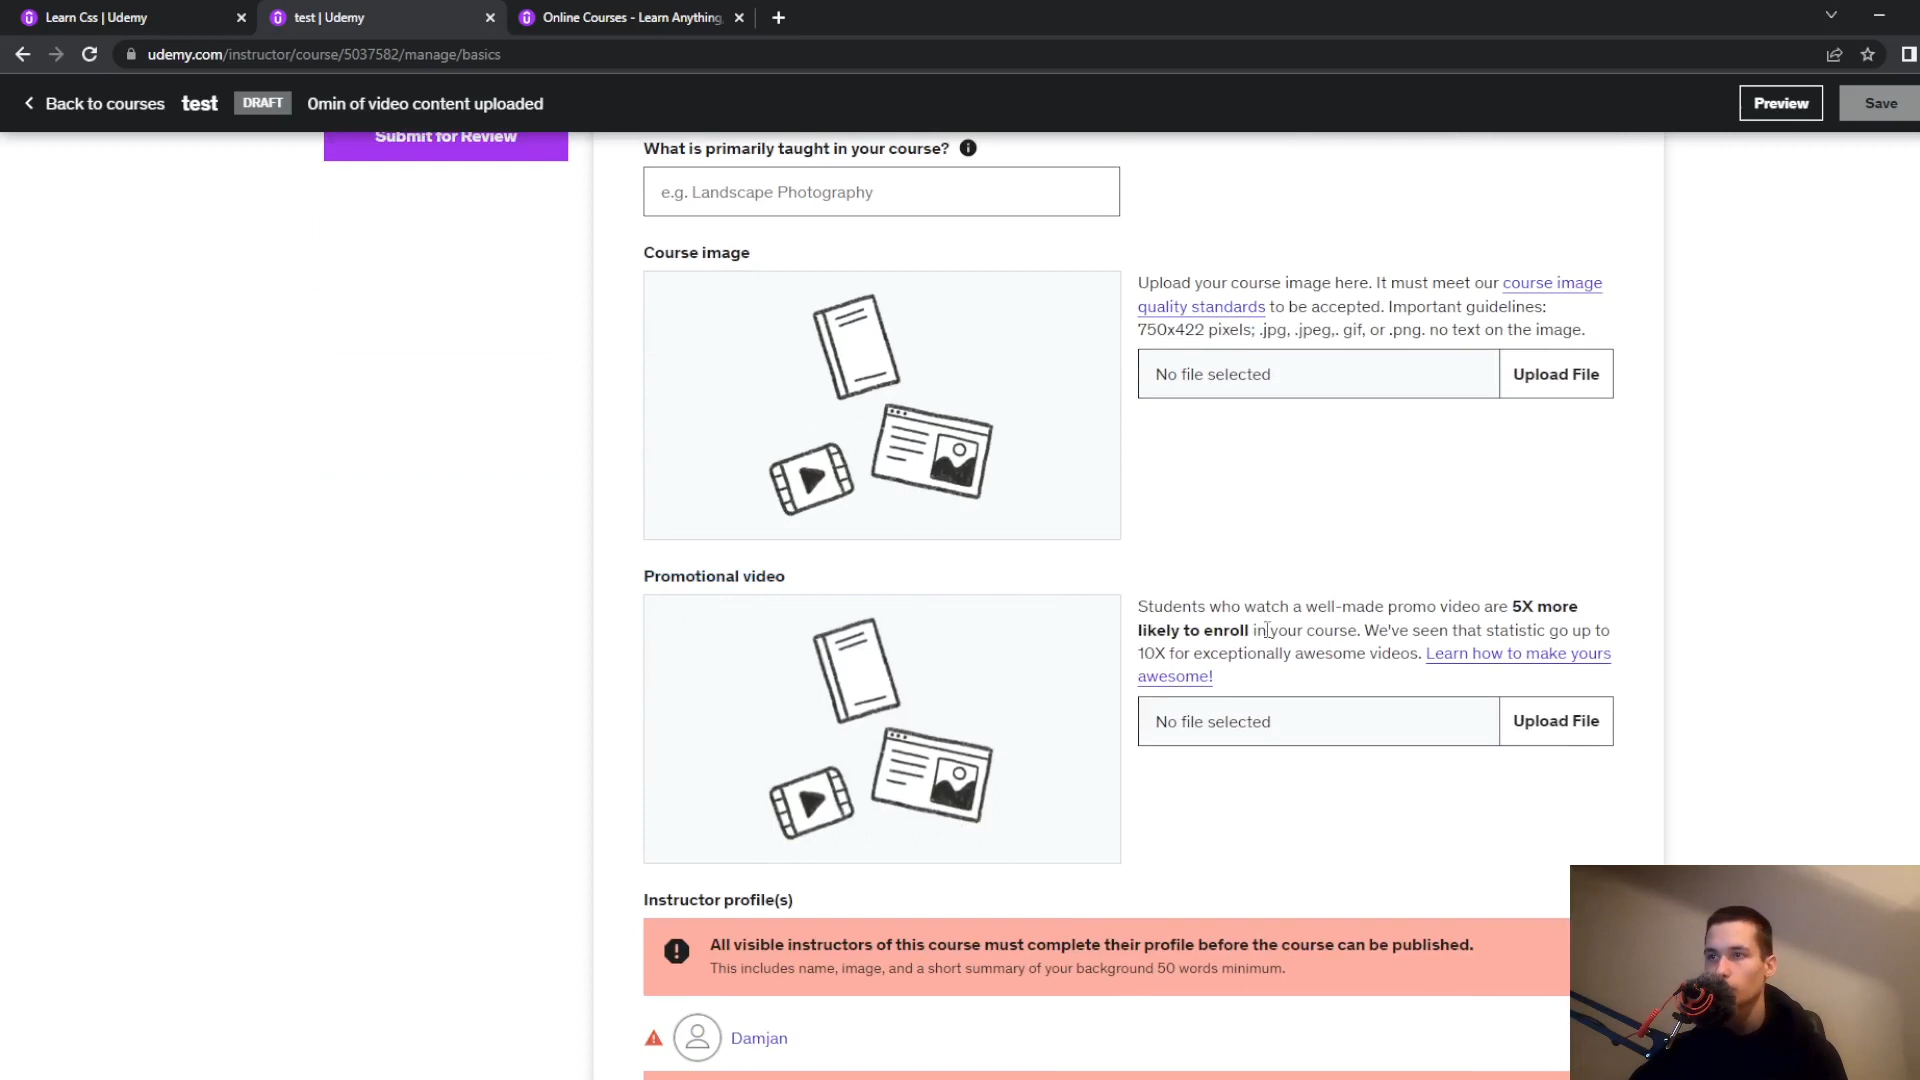 Learn Css | Udemy
test | Udemy
Online Courses - Learn Anything,
udemy.com/instructor/course/5037582/manage/basics
Back to courses
test
DRAFT
0min of video content uploaded
Preview
Save
Submit for Review
What is primarily taught in your course?
e.g. Landscape Photography
Course image
Upload your course image here. It must meet our course image
quality standards to be accepted. Important guidelines:
750x422 pixels; .jpg, .jpeg,. gif, or .png. no text on the image.
No file selected
Upload File
Promotional video
Students who watch a well-made promo video are 5X more
likely to enroll in your course. We've seen that statistic go up to
10X for exceptionally awesome videos. Learn how to make yours
awesome!
No file selected
Upload File
Instructor profile(s)
All visible instructors of this course must complete their profile before the course can be published.
This includes name, image, and a short summary of your background 50 words minimum.
Damjan